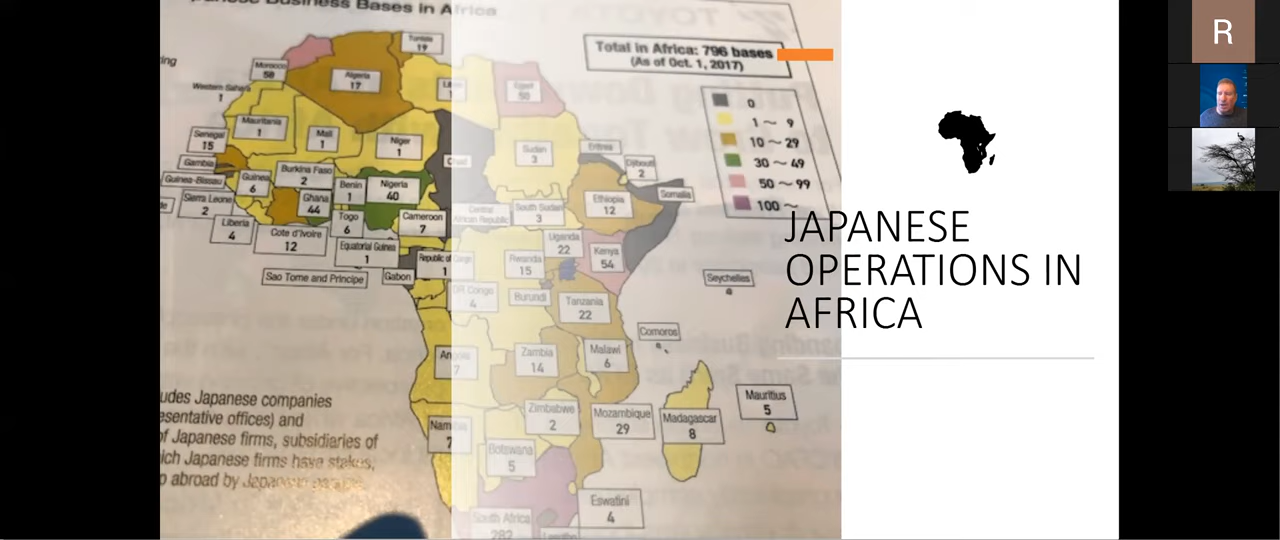 Japanese Business Bases in Africa
Total in Africa: 796 bases
(As of Oct. 1, 2017)
0
1 ~ 9
10 ~ 29
30 ~ 49
50 ~ 99
100 ~
Tunisia
19
Morocco
58
Algeria
17
Egypt
50
Western Sahara
1
Mauritania
1
Mali
1
Niger
1
Chad
Sudan
3
Eritrea
Djibouti
2
Senegal
15
Gambia
Guinea-Bissau
Guinea
6
Burkina Faso
2
Benin
1
Nigeria
40
Ghana
44
Sierra Leone
2
Togo
6
Cameroon
7
Central
African Republic
South Sudan
3
Ethiopia
12
Somalia
Liberia
4
Cote d'Ivoire
12
Equatorial Guinea
1
Sao Tome and Principe
Gabon
Republic of Congo
1
Uganda
22
Kenya
54
Rwanda
15
DR Congo
4
Burundi
Tanzania
22
Seychelles
Comoros
Angola
7
Zambia
14
Malawi
6
Zimbabwe
2
Mozambique
29
Madagascar
8
Mauritius
5
Namibia
7
Botswana
5
Eswatini
4
South Africa
282
Lesotho
udes Japanese companies
esentative offices) and
of Japanese firms, subsidiaries of
ich Japanese firms have stakes,
abroad by Japanese people.
JAPANESE
OPERATIONS IN
AFRICA
R